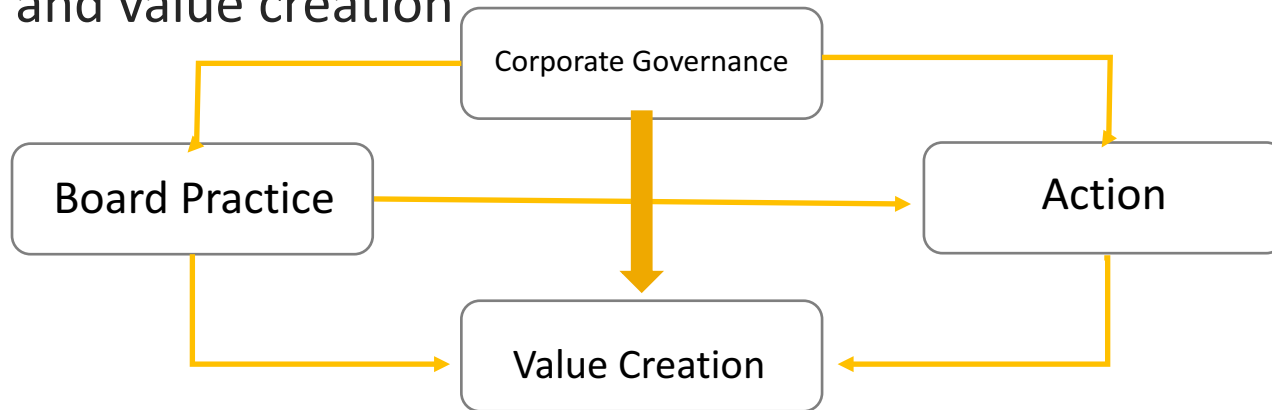 and value creation
Corporate Governance
Board Practice
Action
Value Creation